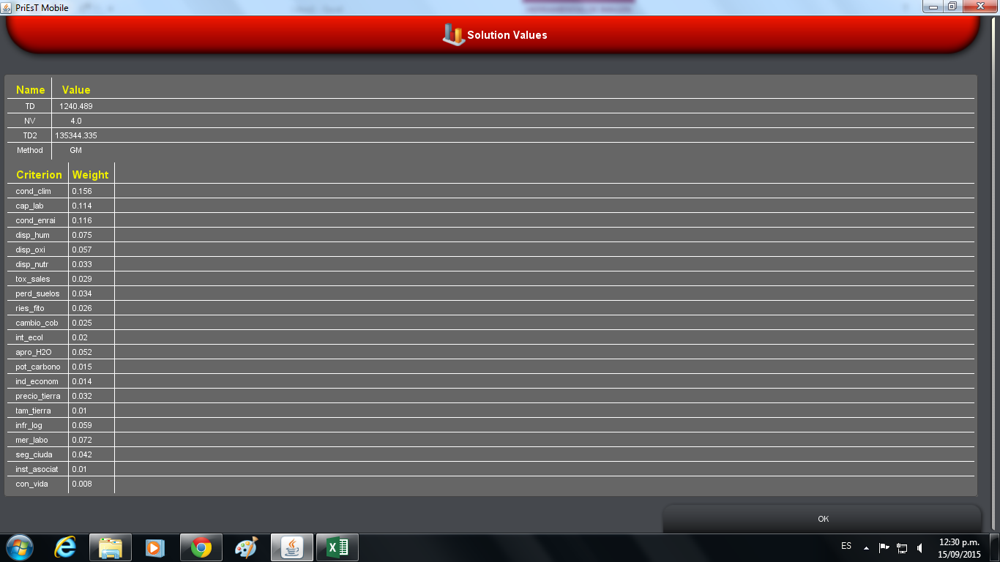 PriEsT Mobile
Solution Values
Name Value
TD 1240.489
NV 4.0
TD2 135344.335
Method GM
Criterion Weight
cond_clim 0.156
cap_lab 0.114
cond_enrai 0.116
disp_hum 0.075
disp_oxi 0.057
disp_nutr 0.033
tox_sales 0.029
perd_suelos 0.034
ries_fito 0.026
cambio_cob 0.025
int_ecol 0.02
apro_H2O 0.052
pot_carbono 0.015
ind_econom 0.014
precio_tierra 0.032
tam_tierra 0.01
infr_log 0.059
mer_labo 0.072
seg_ciuda 0.042
inst_asociat 0.01
con_vida 0.008
OK
ES
12:30 p.m.
15/09/2015